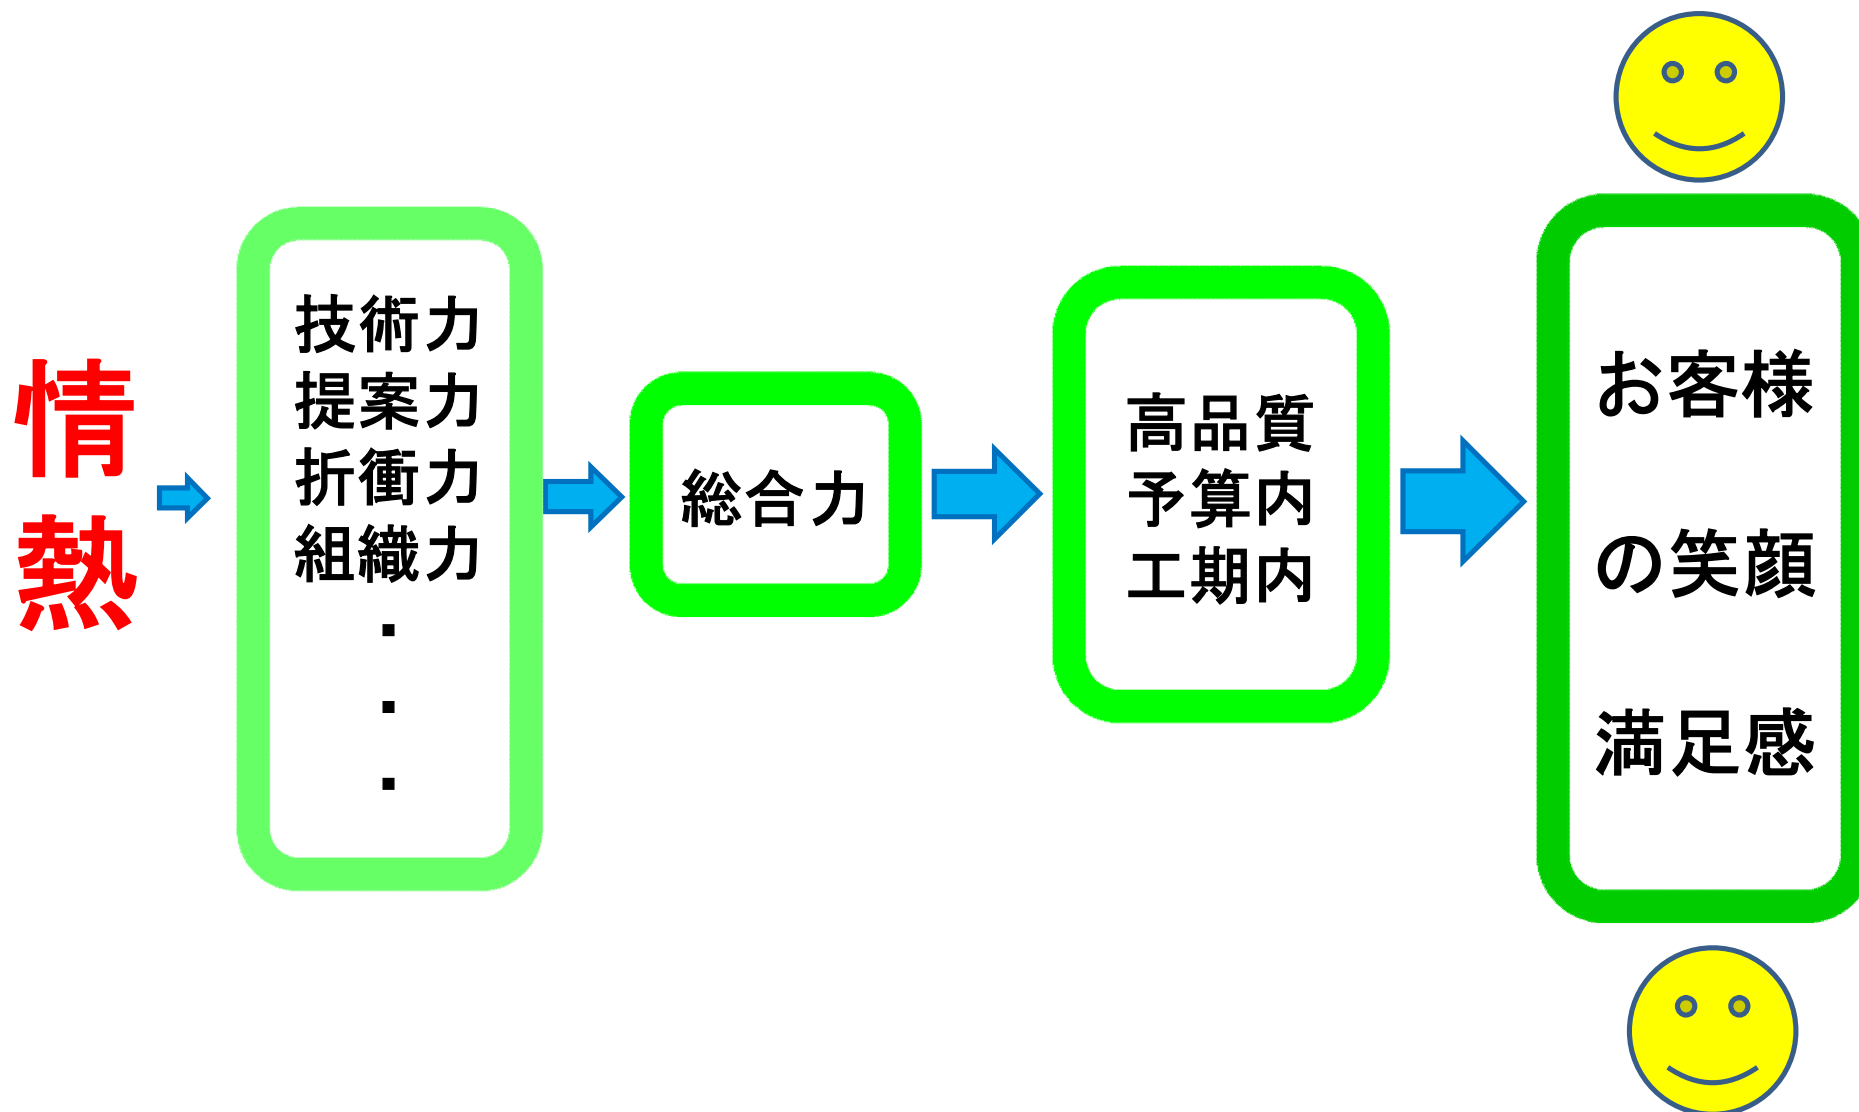 情
熱
技術力
提案力
折衝力
組織力
・
・
・
総合力
高品質
予算内
工期内
お客様
の笑顔
満足感